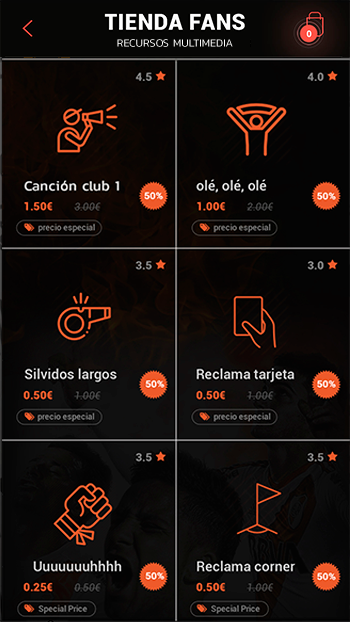 TIENDA FANS
RECURSOS MULTIMEDIA
0
4.5
Canción club 1
1.50€ 3.00€
50%
precio especial
4.0
olé, olé, olé
1.00€ 2.00€
50%
precio especial
3.5
Silvidos largos
0.50€ 1.00€
50%
precio especial
3.0
Reclama tarjeta
0.50€ 1.00€
50%
precio especial
3.5
Uuuuuuuhhhh
0.25€ 0.50€
50%
Special Price
3.5
Reclama corner
0.50€ 1.00€
50%
Special Price